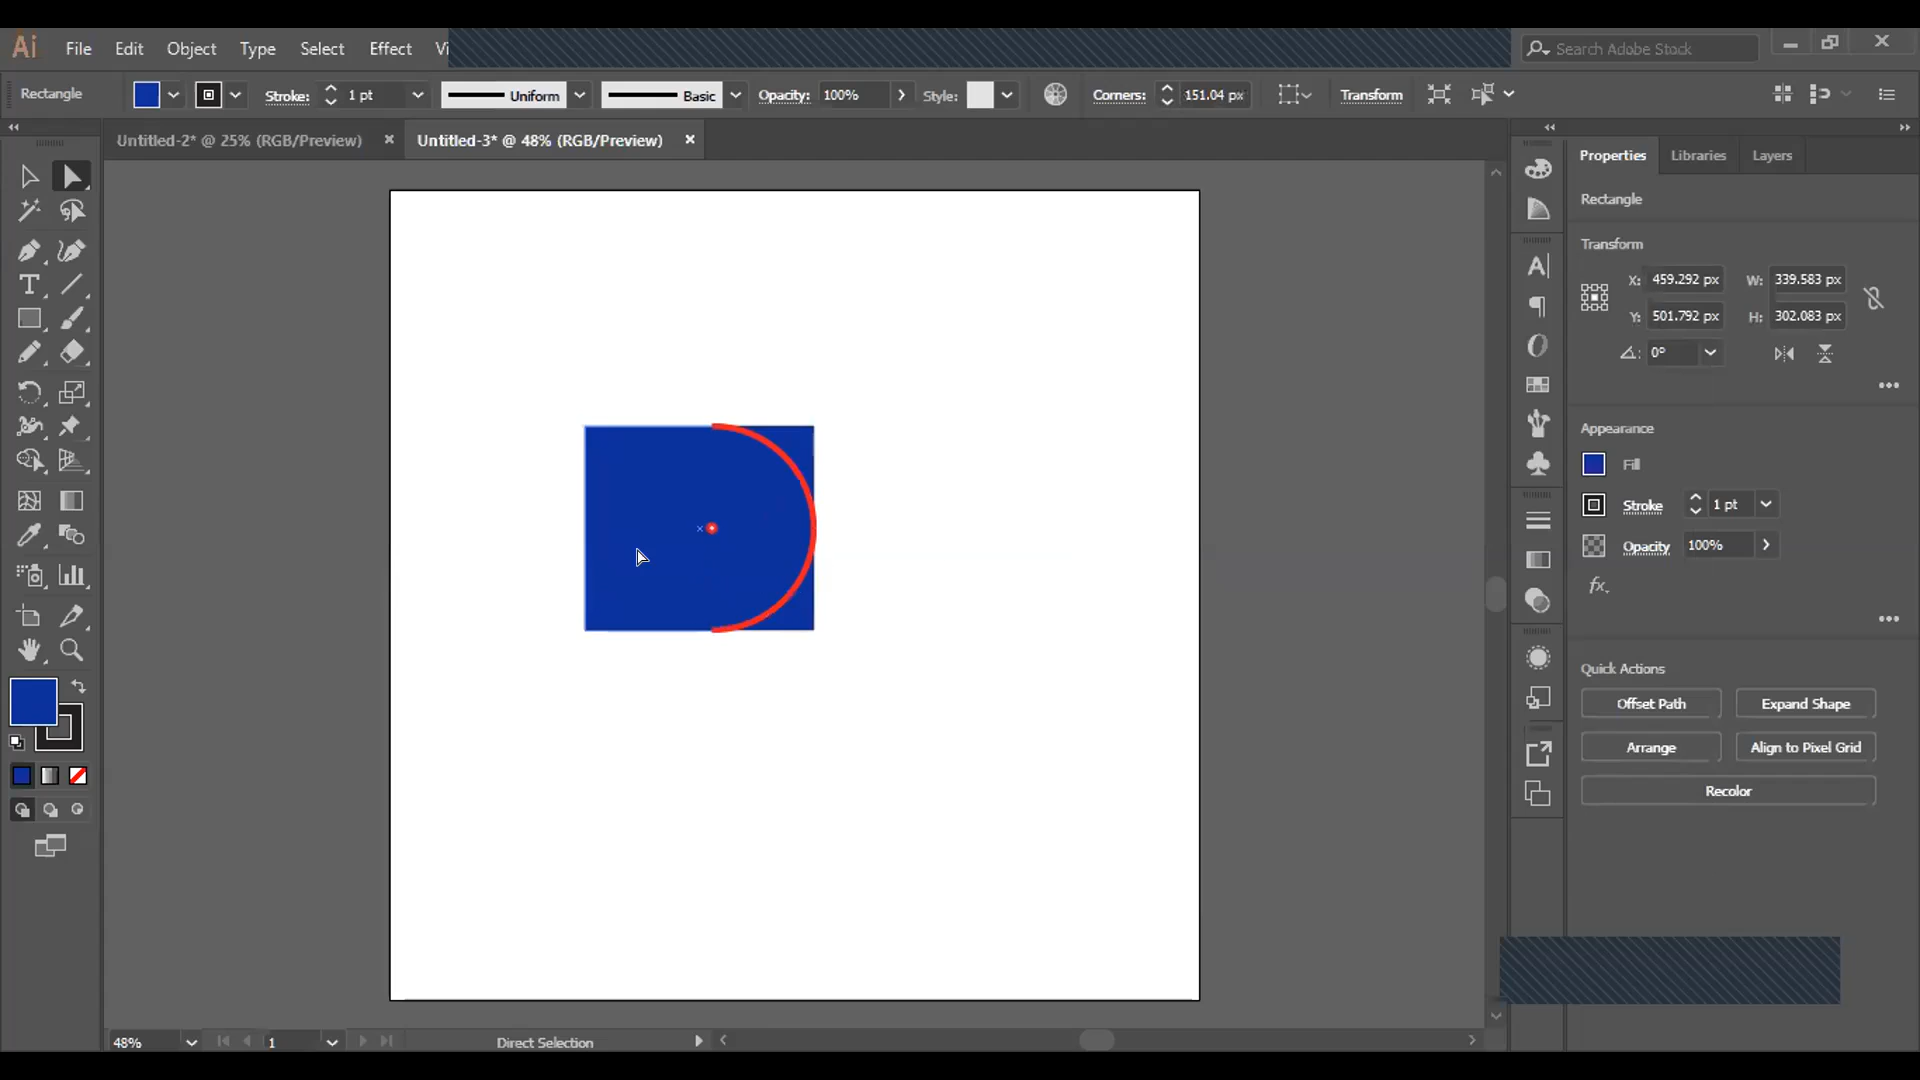 Ai File Edit Object Type Select Effect Vi
Search Adobe Stock
Rectangle Stroke: 1 pt Uniform Basic Opacity: 100% Style: Corners: 151.04 px Transform
Untitled-2* @ 25% (RGB/Preview) Untitled-3* @ 48% (RGB/Preview)
Properties Libraries Layers
Rectangle
Transform
X: 459.292 px W: 339.583 px
Y: 501.792 px H: 302.083 px
0°
Appearance
Fill
Stroke 1 pt
Opacity 100%
fx
Quick Actions
Offset Path Expand Shape
Arrange Align to Pixel Grid
Recolor
48% 1 Direct Selection